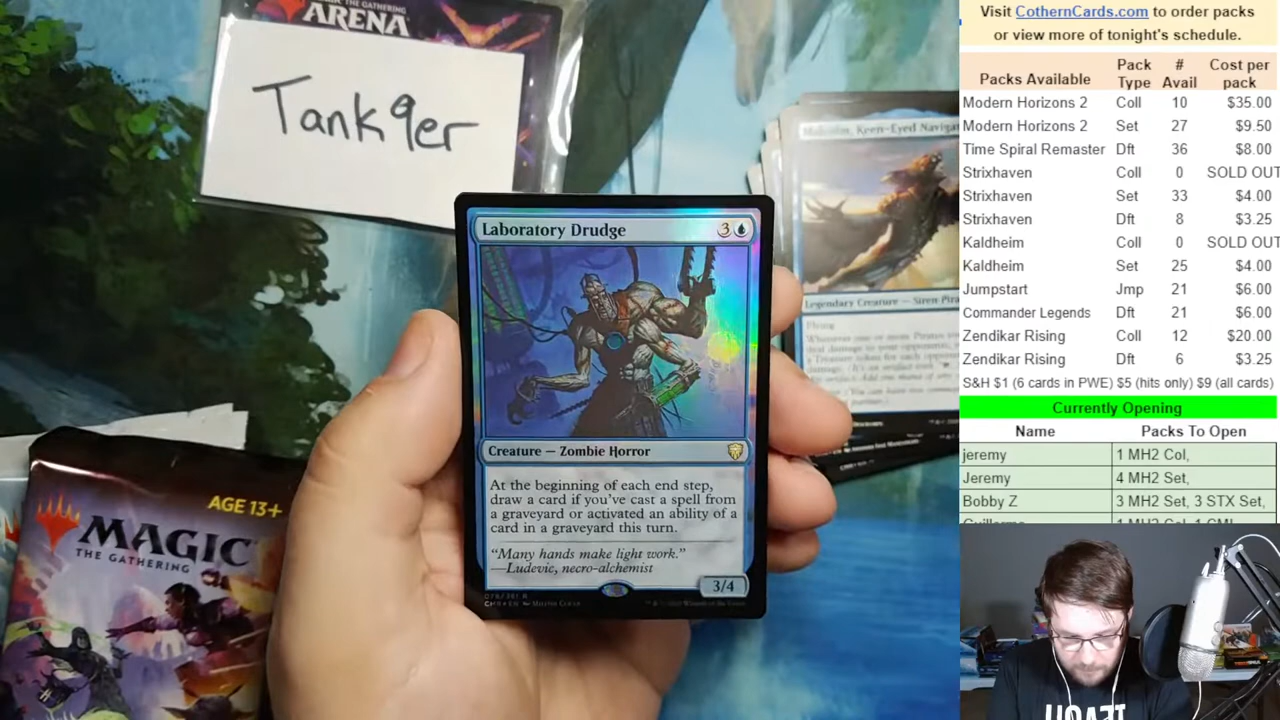 THE GATHERING
ARENA
Tank9er
Malcolm, Keen-Eyed Navigat
Legendary Creature — Siren Pira
Flying
Laboratory Drudge 3
Creature — Zombie Horror
At the beginning of each end step,
draw a card if you've cast a spell from
a graveyard or activated an ability of
a card in a graveyard this turn.
"Many hands make light work."
—Ludevic, necro-alchemist
3/4
AGE 13+
MAGIC
THE GATHERING
Visit CothernCards.com to order packs
or view more of tonight's schedule.
Packs Available Pack Type # Avail Cost per pack
Modern Horizons 2 Coll 10 $35.00
Modern Horizons 2 Set 27 $9.50
Time Spiral Remaster Dft 36 $8.00
Strixhaven Coll 0 SOLD OUT
Strixhaven Set 33 $4.00
Strixhaven Dft 8 $3.25
Kaldheim Coll 0 SOLD OUT
Kaldheim Set 25 $4.00
Jumpstart Jmp 21 $6.00
Commander Legends Dft 21 $6.00
Zendikar Rising Coll 12 $20.00
Zendikar Rising Dft 6 $3.25
S&H $1 (6 cards in PWE) $5 (hits only) $9 (all cards)
Currently Opening
Name Packs To Open
jeremy 1 MH2 Col,
Jeremy 4 MH2 Set,
Bobby Z 3 MH2 Set, 3 STX Set,